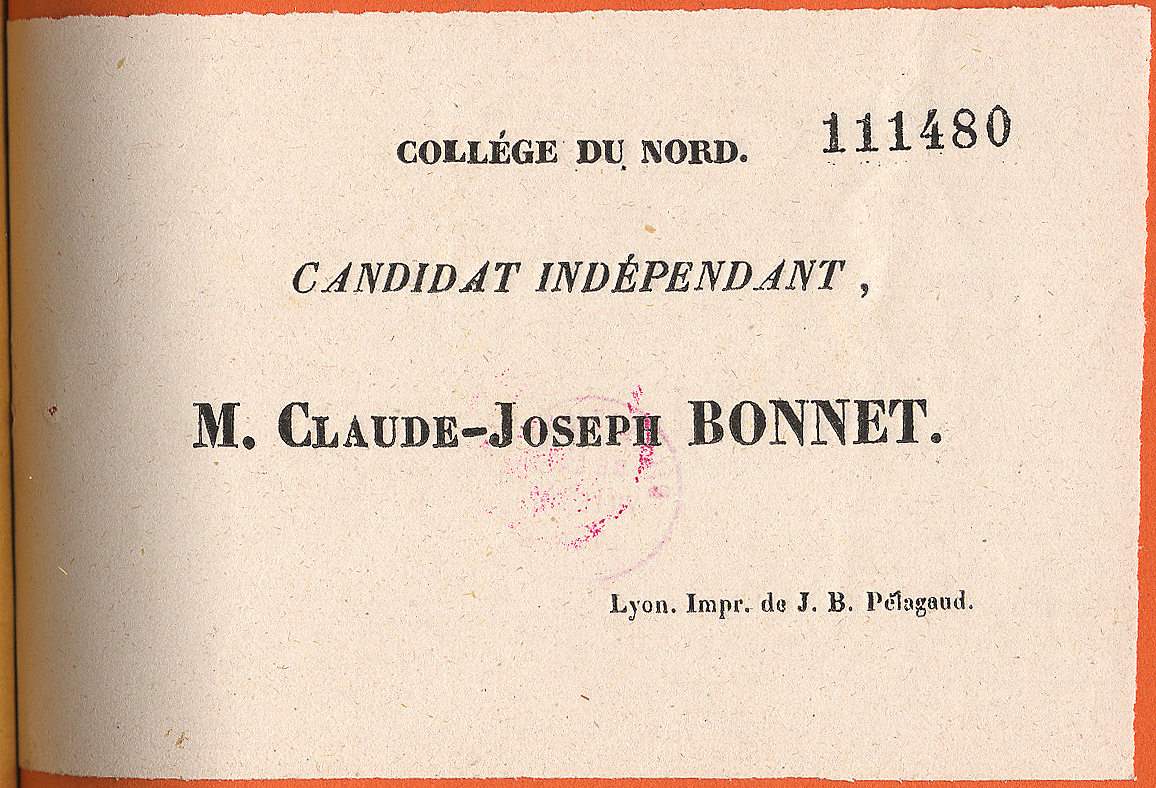 COLLÉGE DU NORD. 111480
CANDIDAT INDÉPENDANT ,
M. CLAUDE-JOSEPH BONNET.
Lyon. Impr. de J. B. Pélagaud.